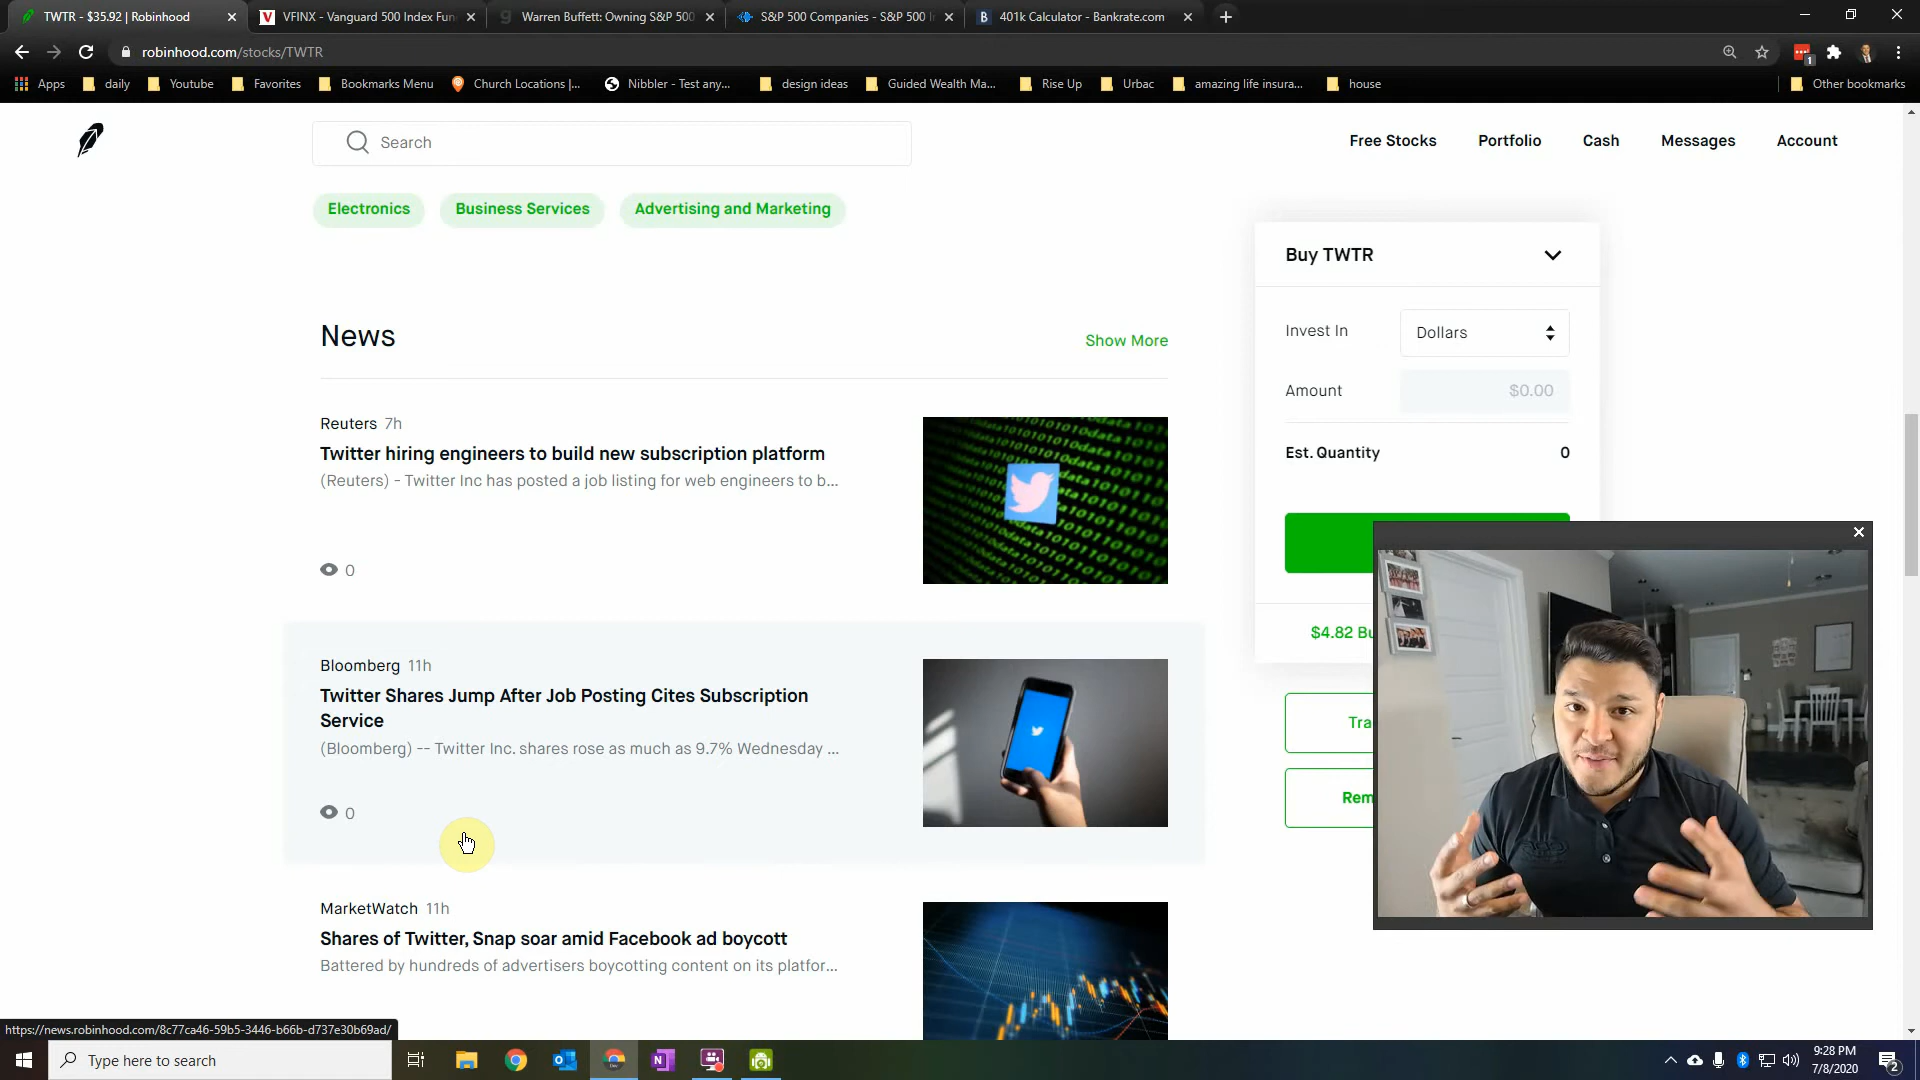 TWTR - $35.92 | Robinhood
VFINX - Vanguard 500 Index Fun
Warren Buffett: Owning S&P 500
S&P 500 Companies - S&P 500 I
B 401k Calculator - Bankrate.com
robinhood.com/stocks/TWTR
1
Apps
daily
Youtube
Favorites
Bookmarks Menu
Church Locations |...
Nibbler - Test any...
design ideas
Guided Wealth Ma...
Rise Up
Urbac
amazing life insura...
house
Other bookmarks
Search
Free Stocks
Portfolio
Cash
Messages
Account
Electronics
Business Services
Advertising and Marketing
News
Show More
Reuters 7h
Twitter hiring engineers to build new subscription platform
(Reuters) - Twitter Inc has posted a job listing for web engineers to b...
0
Bloomberg 11h
Twitter Shares Jump After Job Posting Cites Subscription
Service
(Bloomberg) -- Twitter Inc. shares rose as much as 9.7% Wednesday ...
0
MarketWatch 11h
Shares of Twitter, Snap soar amid Facebook ad boycott
Battered by hundreds of advertisers boycotting content on its platfor...
Buy TWTR
Invest In
Dollars
Amount
$0.00
Est. Quantity
0
$4.82 Bu
Tra
Rem
https://news.robinhood.com/8c77ca46-59b5-3446-b66b-d737e30b69ad/
Type here to search
9:28 PM
7/8/2020
2